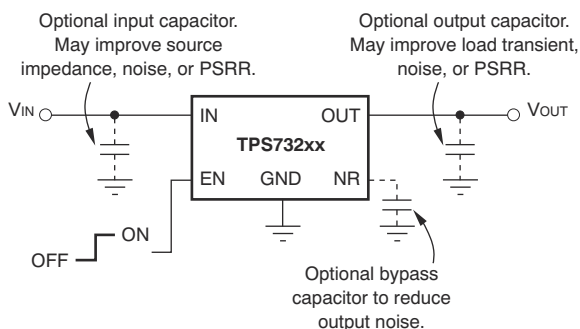 Optional input capacitor.
May improve source
impedance, noise, or PSRR.
Optional output capacitor.
May improve load transient,
noise, or PSRR.
VIN
IN
OUT
VOUT
TPS732xx
EN
GND
NR
OFF
ON
Optional bypass
capacitor to reduce
output noise.